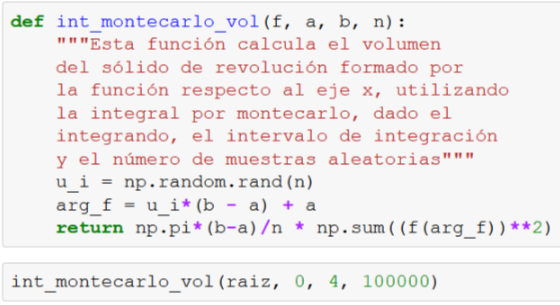 def int_montecarlo_vol(f, a, b, n):
    """Esta función calcula el volumen
    del sólido de revolución formado por
    la función respecto al eje x, utilizando
    la integral por montecarlo, dado el
    integrando, el intervalo de integración
    y el número de muestras aleatorias"""
    u_i = np.random.rand(n)
    arg_f = u_i*(b - a) + a
    return np.pi*(b-a)/n * np.sum((f(arg_f))**2)
int_montecarlo_vol(raiz, 0, 4, 100000)